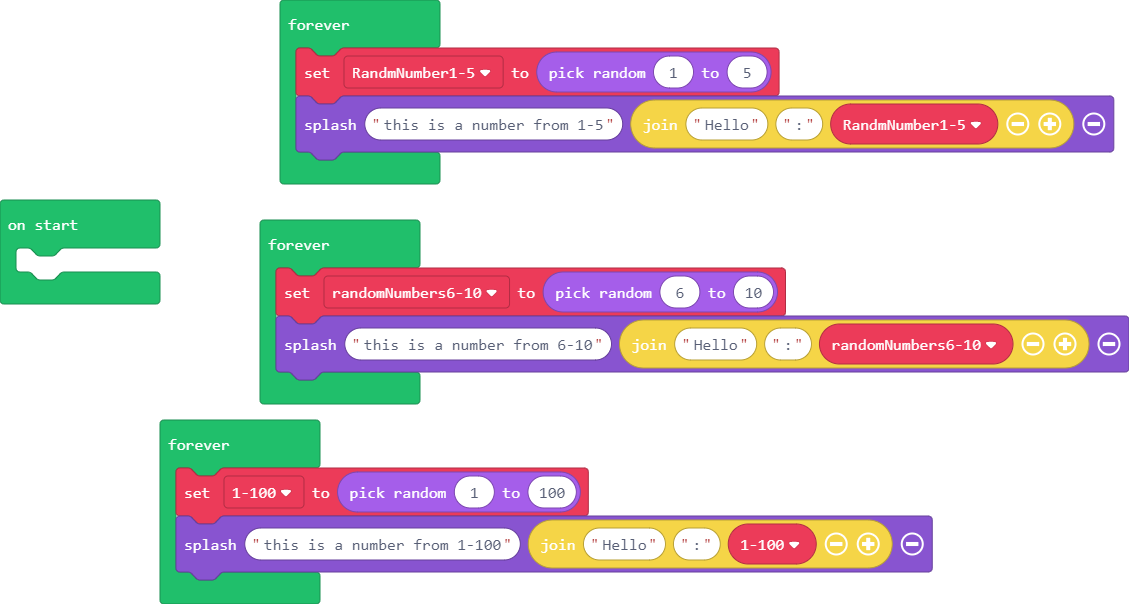 forever
set RandmNumber1-5 to pick random 1 to 5
splash "this is a number from 1-5" join "Hello" ":" RandmNumber1-5
on start
forever
set randomNumbers6-10 to pick random 6 to 10
splash "this is a number from 6-10" join "Hello" ":" randomNumbers6-10
forever
set 1-100 to pick random 1 to 100
splash "this is a number from 1-100" join "Hello" ":" 1-100